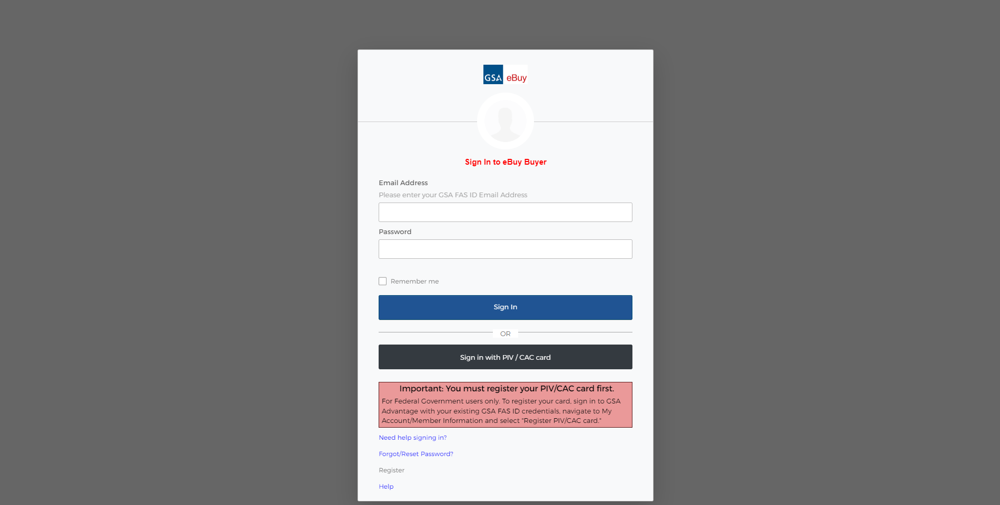 GSA eBuy
Sign In to eBuy Buyer
Email Address
Please enter your GSA FAS ID Email Address
Password
Remember me
Sign In
OR
Sign in with PIV / CAC card
Important: You must register your PIV/CAC card first.
For Federal Government users only. To register your card, sign in to GSA
Advantage with your existing GSA FAS ID credentials, navigate to My
Account/Member Information and select "Register PIV/CAC card."
Need help signing in?
Forgot/Reset Password?
Register
Help